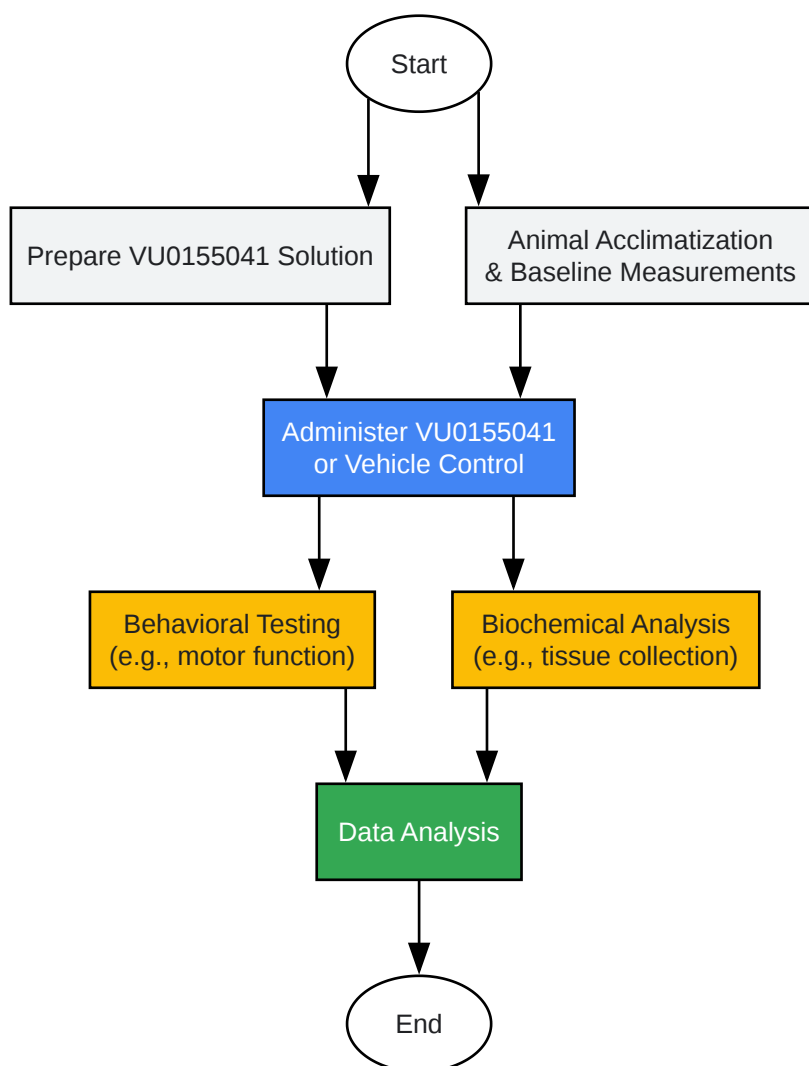 Start
Prepare VU0155041 Solution
Animal Acclimatization
& Baseline Measurements
Administer VU0155041
or Vehicle Control
Behavioral Testing
(e.g., motor function)
Biochemical Analysis
(e.g., tissue collection)
Data Analysis
End